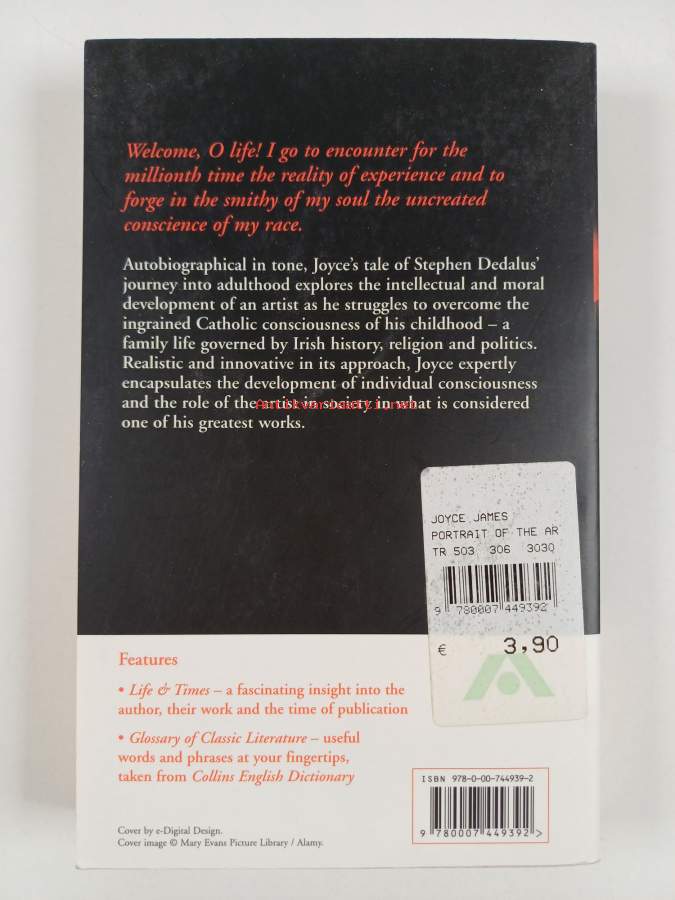 Welcome, O life! I go to encounter for the
millionth time the reality of experience and to
forge in the smithy of my soul the uncreated
conscience of my race.
Autobiographical in tone, Joyce's tale of Stephen Dedalus'
journey into adulthood explores the intellectual and moral
development of an artist as he struggles to overcome the
ingrained Catholic consciousness of his childhood – a
family life governed by Irish history, religion and politics.
Realistic and innovative in its approach, Joyce expertly
encapsulates the development of individual consciousness
and the role of the artist in society in what is considered
one of his greatest works.
Antikvariaatti.net
JOYCE JAMES
PORTRAIT OF THE AR
TR 503 306 3030
9 780007 449392
€ 3,90
Features
• Life & Times – a fascinating insight into the
author, their work and the time of publication
• Glossary of Classic Literature – useful
words and phrases at your fingertips,
taken from Collins English Dictionary
ISBN 978-0-00-744939-2
9 780007 449392 >
Cover by e-Digital Design.
Cover image © Mary Evans Picture Library / Alamy.